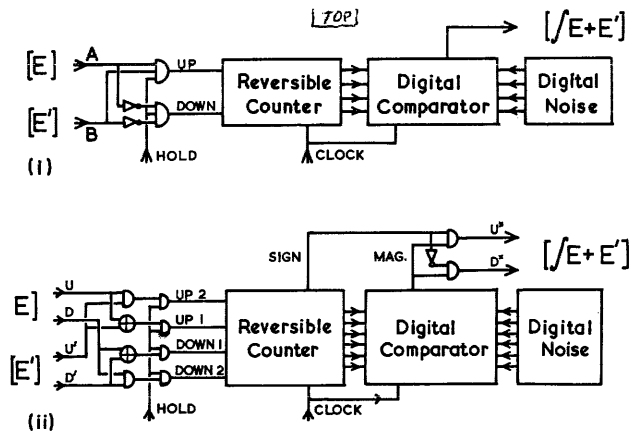 [TOP]
[∫E+E']
[E]
A
UP
Reversible
Counter
Digital
Comparator
Digital
Noise
[E']
B
DOWN
HOLD
CLOCK
(i)
U*
SIGN
MAG.
D*
[∫E+E']
U
UP 2
E]
D
UP 1
Reversible
Counter
Digital
Comparator
Digital
Noise
U'
DOWN 1
[E']
D'
DOWN 2
HOLD
CLOCK
(ii)